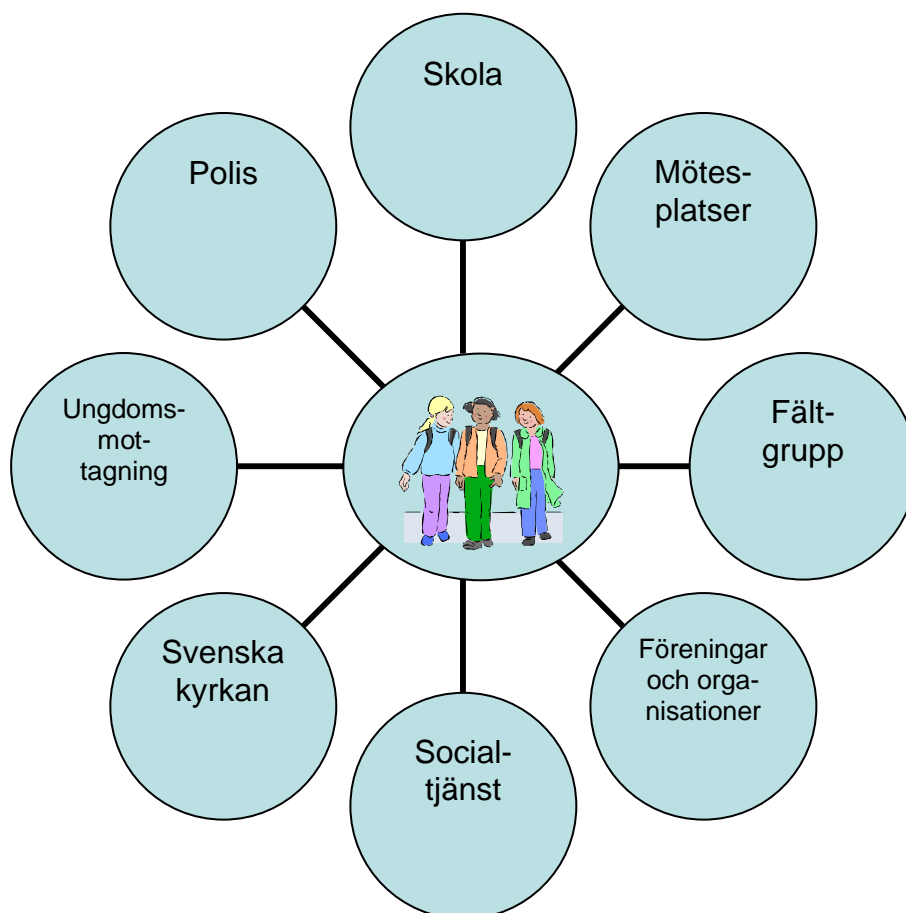 Skola
Polis
Mötes-
platser
Ungdoms-
mot-
tagning
Fält-
grupp
Svenska
kyrkan
Föreningar
och orga-
nisationer
Social-
tjänst